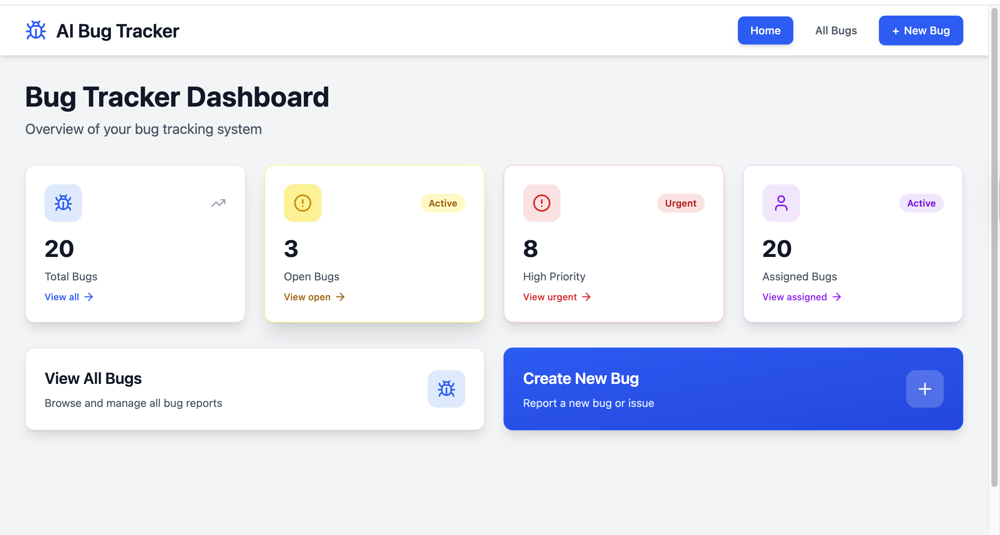 AI Bug Tracker
Home
All Bugs
+ New Bug
Bug Tracker Dashboard
Overview of your bug tracking system
20
Total Bugs
View all →
Active
3
Open Bugs
View open →
Urgent
8
High Priority
View urgent →
Active
20
Assigned Bugs
View assigned →
View All Bugs
Browse and manage all bug reports
Create New Bug
Report a new bug or issue